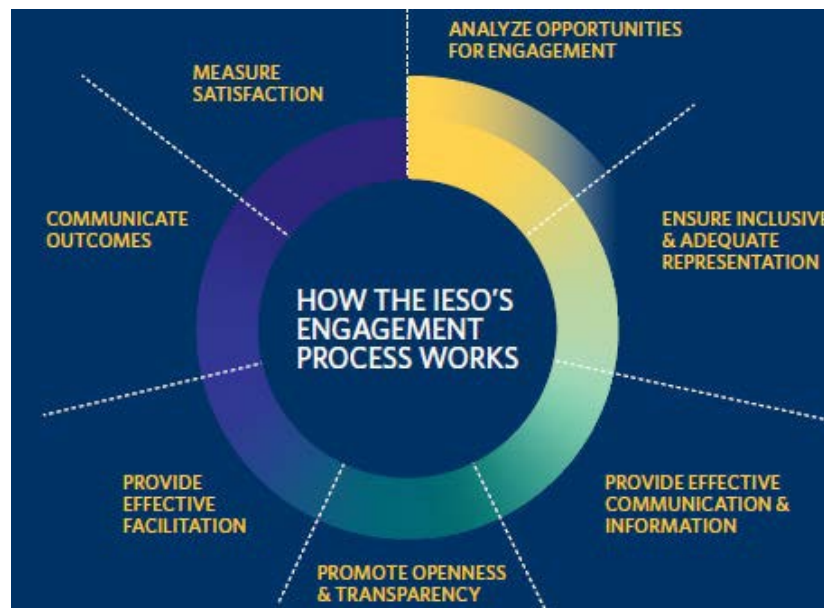 ANALYZE OPPORTUNITIES
FOR ENGAGEMENT
ENSURE INCLUSIVE
& ADEQUATE
REPRESENTATION
PROVIDE EFFECTIVE
COMMUNICATION &
INFORMATION
PROMOTE OPENNESS
& TRANSPARENCY
PROVIDE
EFFECTIVE
FACILITATION
COMMUNICATE
OUTCOMES
MEASURE
SATISFACTION
HOW THE IESO'S
ENGAGEMENT
PROCESS WORKS